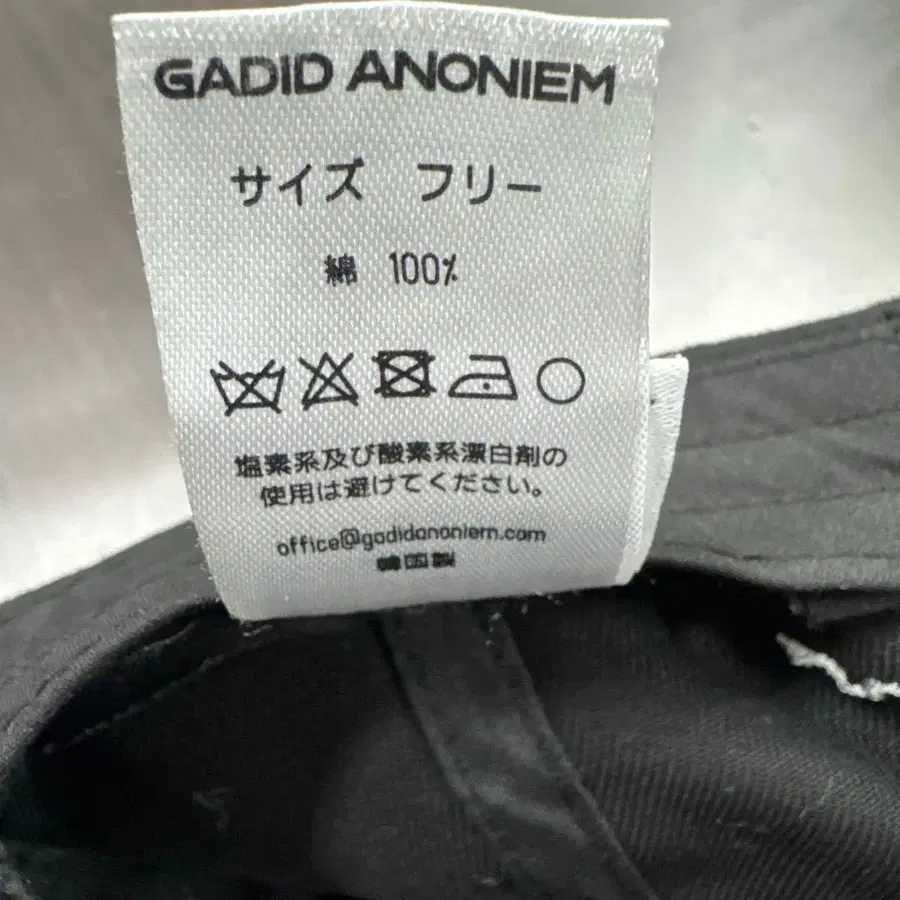 GADID ANONIEM
サイズ フリー
綿 100%
塩素系及び酸素系漂白剤の
使用は避けてください。
office@gadidanoniem.com
韓国製